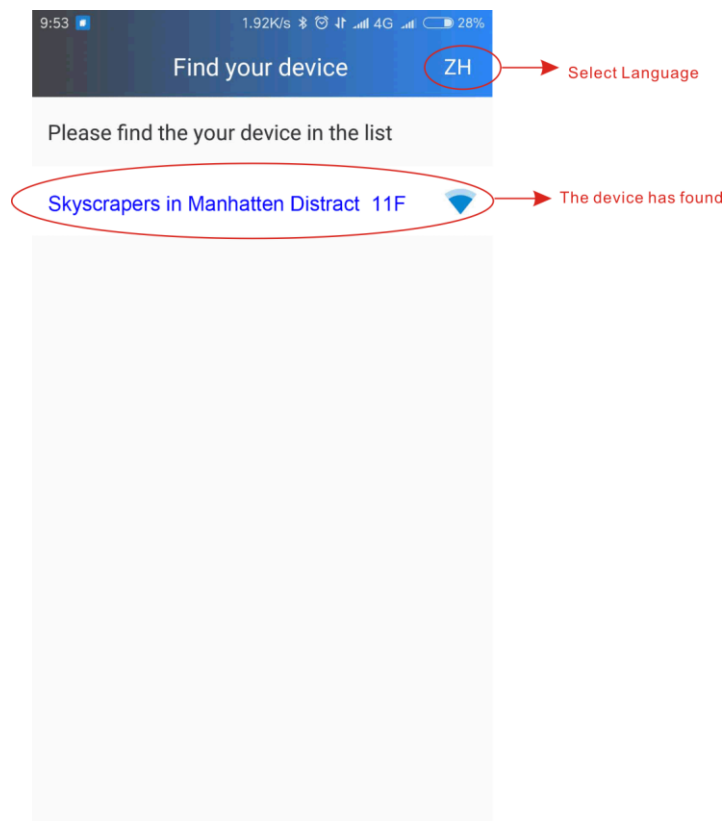 9:53 1.92K/s 4G 28%
Find your device ZH
Select Language
Please find the your device in the list
Skyscrapers in Manhatten Distract 11F
The device has found